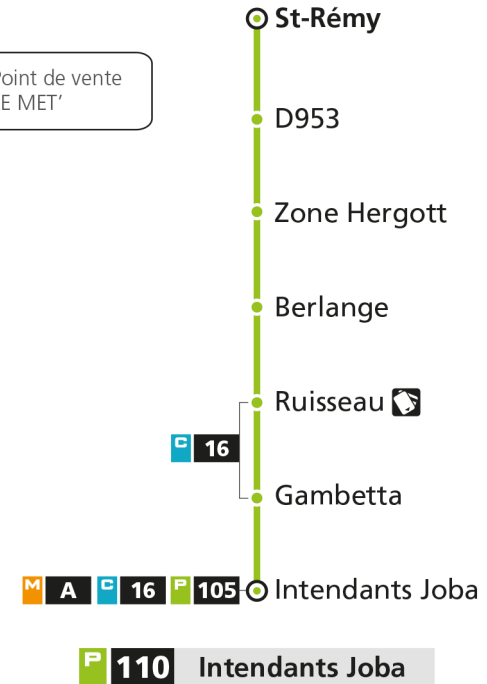 St-Rémy
oint de vente
E MET’
D953
Zone Hergott
Berlange
Ruisseau
C 16
Gambetta
M A C 16 P 105 Intendants Joba
P 110 Intendants Joba